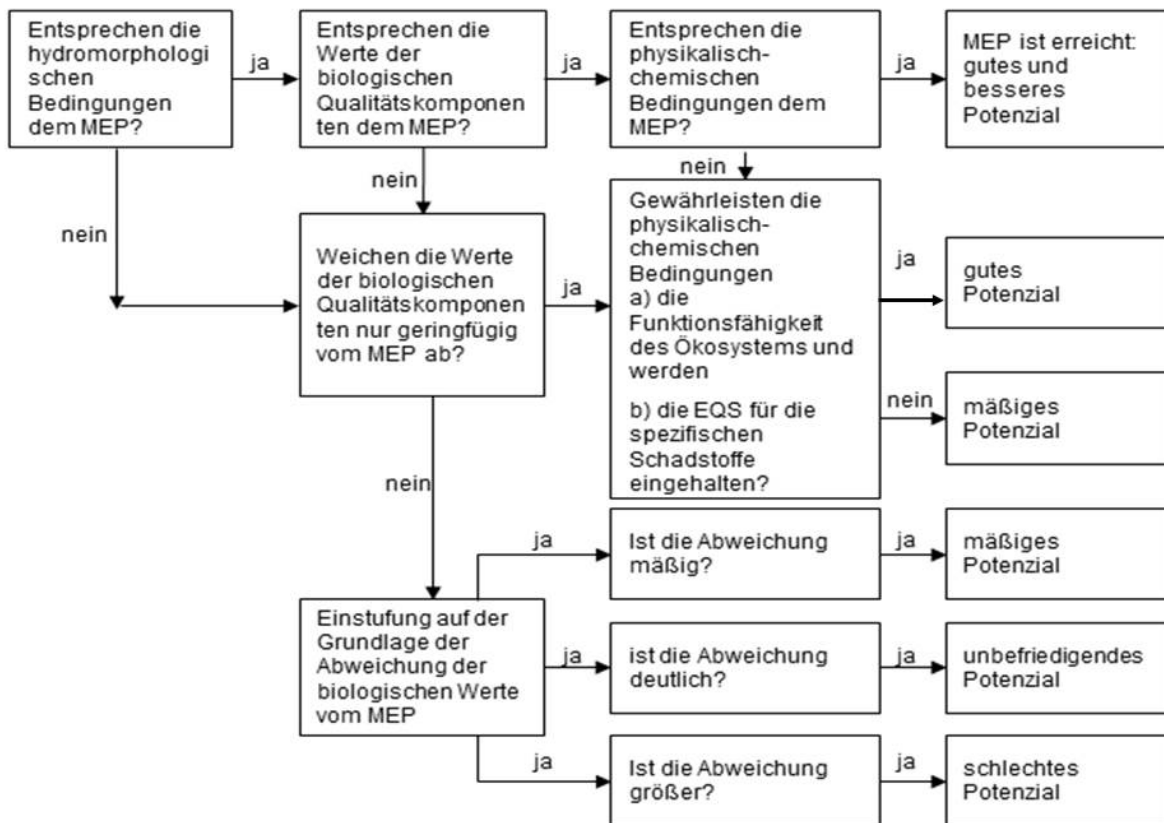 Entsprechen die
hydromorphologi
schen
Bedingungen
dem MEP?
ja
Entsprechen die
Werte der
biologischen
Qualitätskomponen
ten dem MEP?
ja
Entsprechen die
physikalisch-
chemischen
Bedingungen dem
MEP?
ja
MEP ist erreicht:
gutes und
besseres
Potenzial
nein
nein
nein
Weichen die Werte
der biologischen
Qualitätskomponen
ten nur geringfügig
vom MEP ab?
ja
Gewährleisten die
physikalisch-
chemischen
Bedingungen
a) die
Funktionsfähigkeit
des Ökosystems und
werden
b) die EQS für die
spezifischen
Schadstoffe
eingehalten?
ja
gutes
Potenzial
nein
mäßiges
Potenzial
nein
Einstufung auf der
Grundlage der
Abweichung der
biologischen Werte
vom MEP
ja
Ist die Abweichung
mäßig?
ja
mäßiges
Potenzial
ja
ist die Abweichung
deutlich?
ja
unbefriedigendes
Potenzial
ja
Ist die Abweichung
größer?
ja
schlechtes
Potenzial